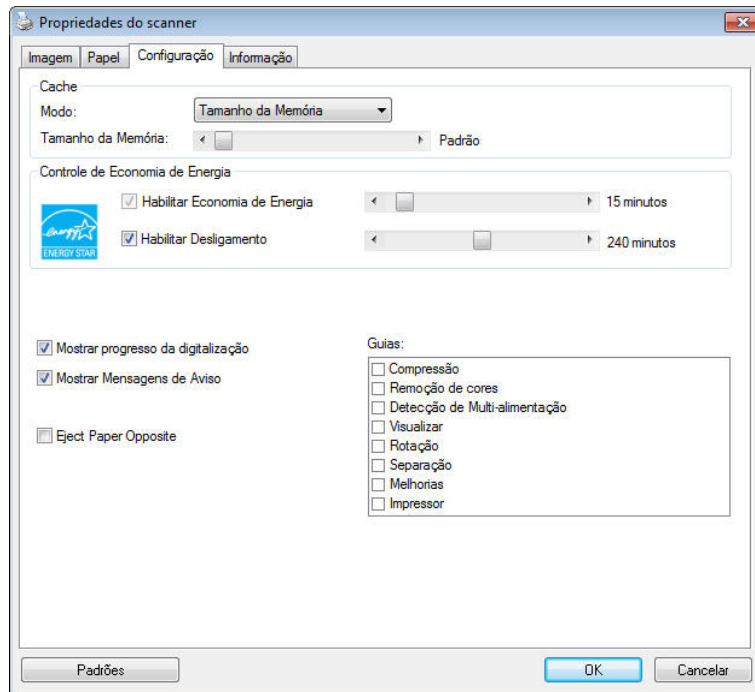 Propriedades do scanner
Imagem Papel Configuração Informação
Cache
Modo: Tamanho da Memória
Tamanho da Memória: Padrão
Controle de Economia de Energia
Habilitar Economia de Energia 15 minutos
energy
ENERGY STAR
Habilitar Desligamento 240 minutos
Mostrar progresso da digitalização
Mostrar Mensagens de Aviso
Eject Paper Opposite
Guias:
Compressão
Remoção de cores
Detecção de Multi-alimentação
Visualizar
Rotação
Separação
Melhorias
Impressor
Padrões OK Cancelar